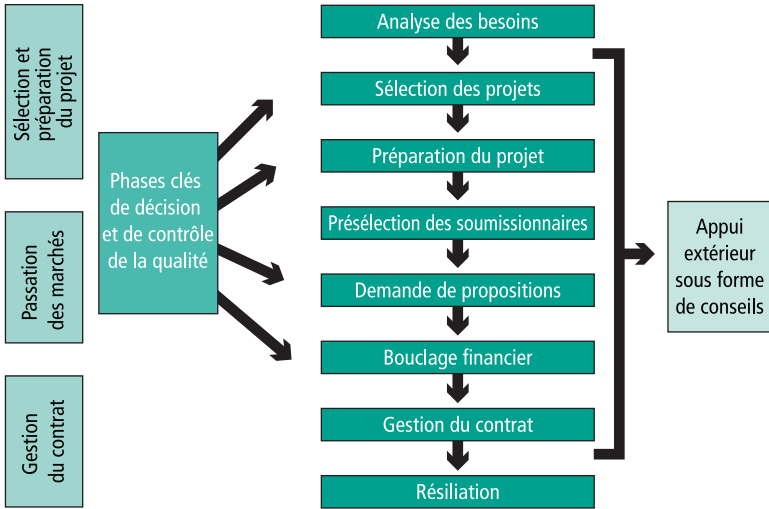 Sélection et
préparation
du projet
Passation
des marchés
Gestion
du contrat
Phases clés
de décision
et de contrôle
de la qualité
Analyse des besoins
Sélection des projets
Préparation du projet
Présélection des soumissionnaires
Demande de propositions
Bouclage financier
Gestion du contrat
Résiliation
Appui
extérieur
sous forme
de conseils